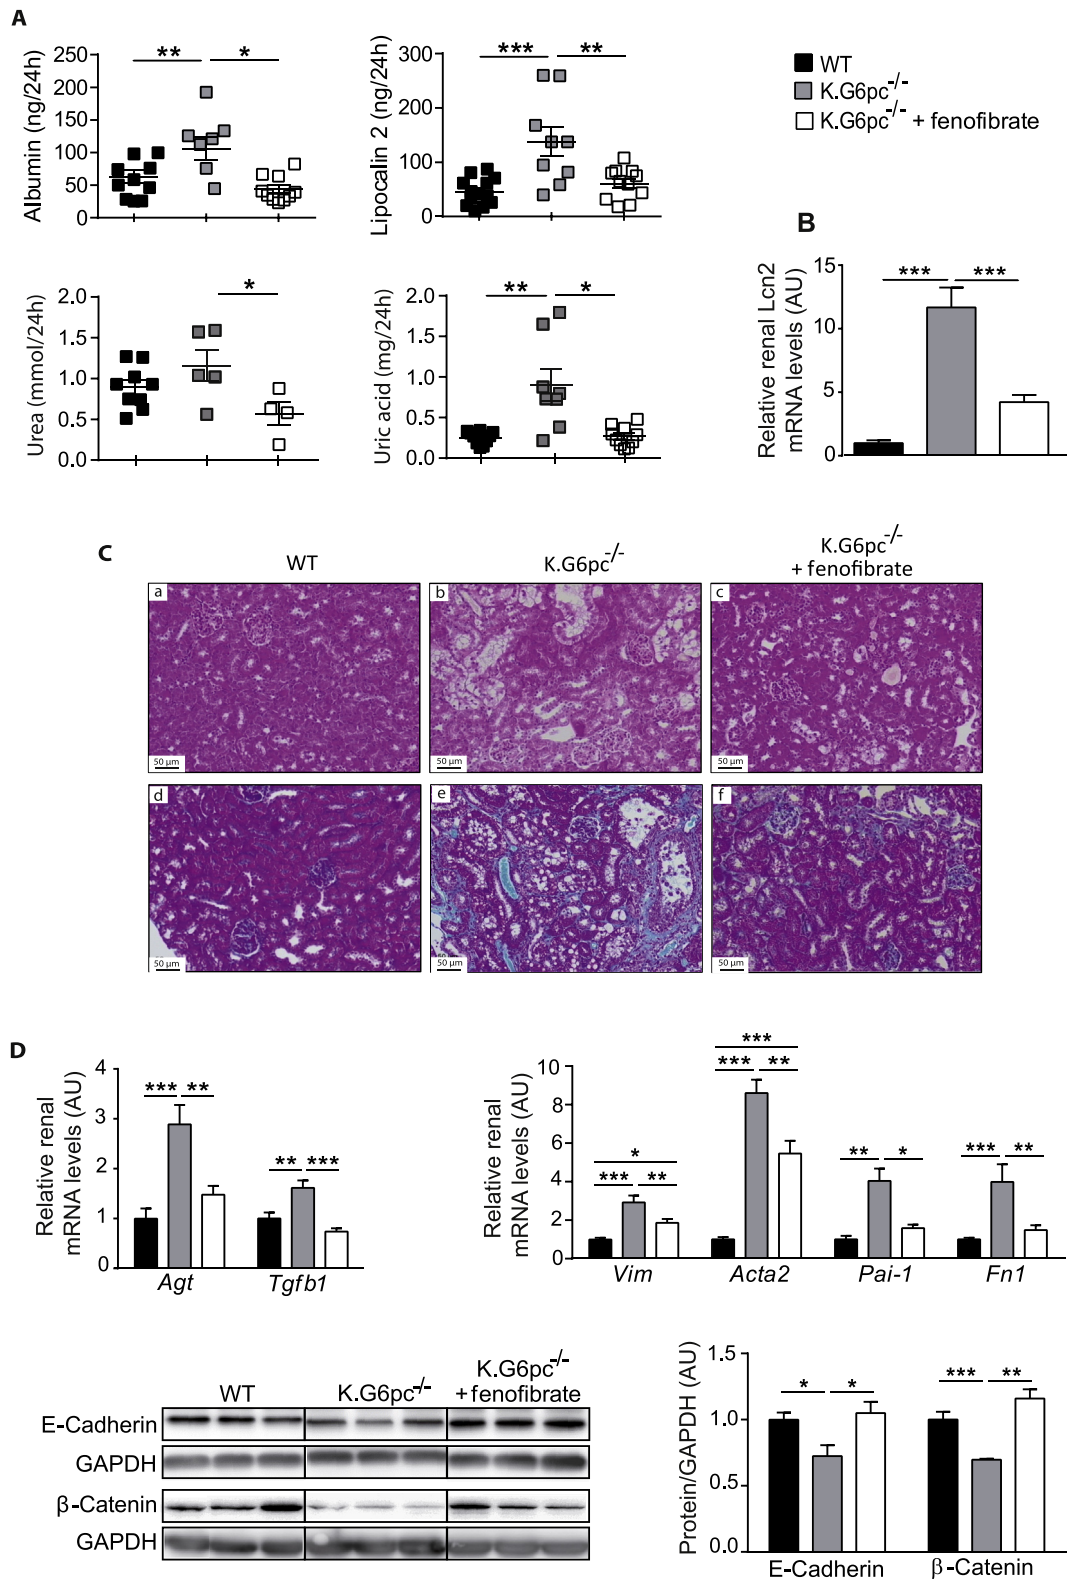 A
Albumin (ng/24h)
250
200
150
100
50
0
** *
Lipocalin 2 (ng/24h)
300
200
100
0
*** **
WT
K.G6pc-/-
K.G6pc-/- + fenofibrate
Urea (mmol/24h)
2.0
1.5
1.0
0.5
0.0
*
Uric acid (mg/24h)
2.0
1.5
1.0
0.5
0.0
** *
B
Relative renal Lcn2
mRNA levels (AU)
15
10
5
0
*** ***
C
WT
K.G6pc-/-
K.G6pc-/-
+ fenofibrate
a
50 µm
b
50 µm
c
50 µm
d
50 µm
e
50 µm
f
50 µm
D
Relative renal
mRNA levels (AU)
4
3
2
1
0
*** **
** ***
Agt Tgfb1
Relative renal
mRNA levels (AU)
10
8
6
4
2
0
*
*** **
***
*** **
** *
*** **
Vim Acta2 Pai-1 Fn1
WT
K.G6pc-/-
K.G6pc-/-
+ fenofibrate
E-Cadherin
GAPDH
β-Catenin
GAPDH
Protein/GAPDH (AU)
1.5
1.0
0.5
0.0
* *
*** **
E-Cadherin β-Catenin